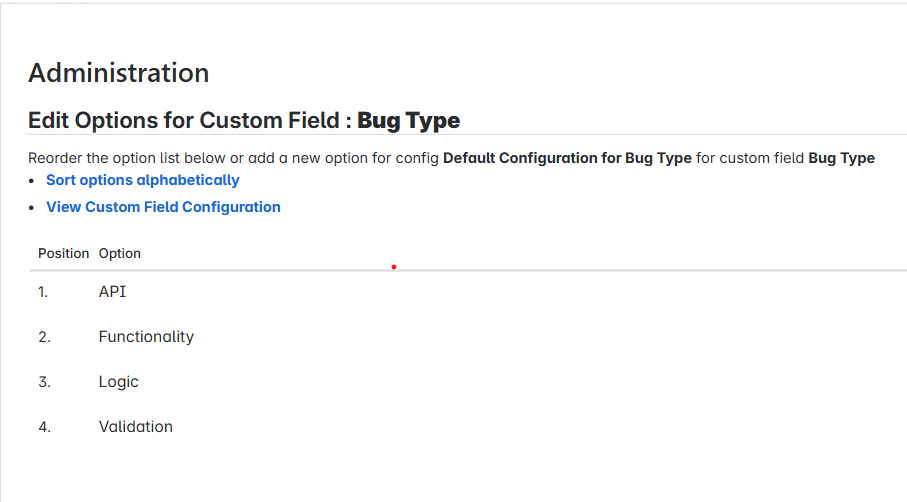 Administration
Edit Options for Custom Field : Bug Type
Reorder the option list below or add a new option for config Default Configuration for Bug Type for custom field Bug Type
• Sort options alphabetically
• View Custom Field Configuration
Position Option
1. API
2. Functionality
3. Logic
4. Validation